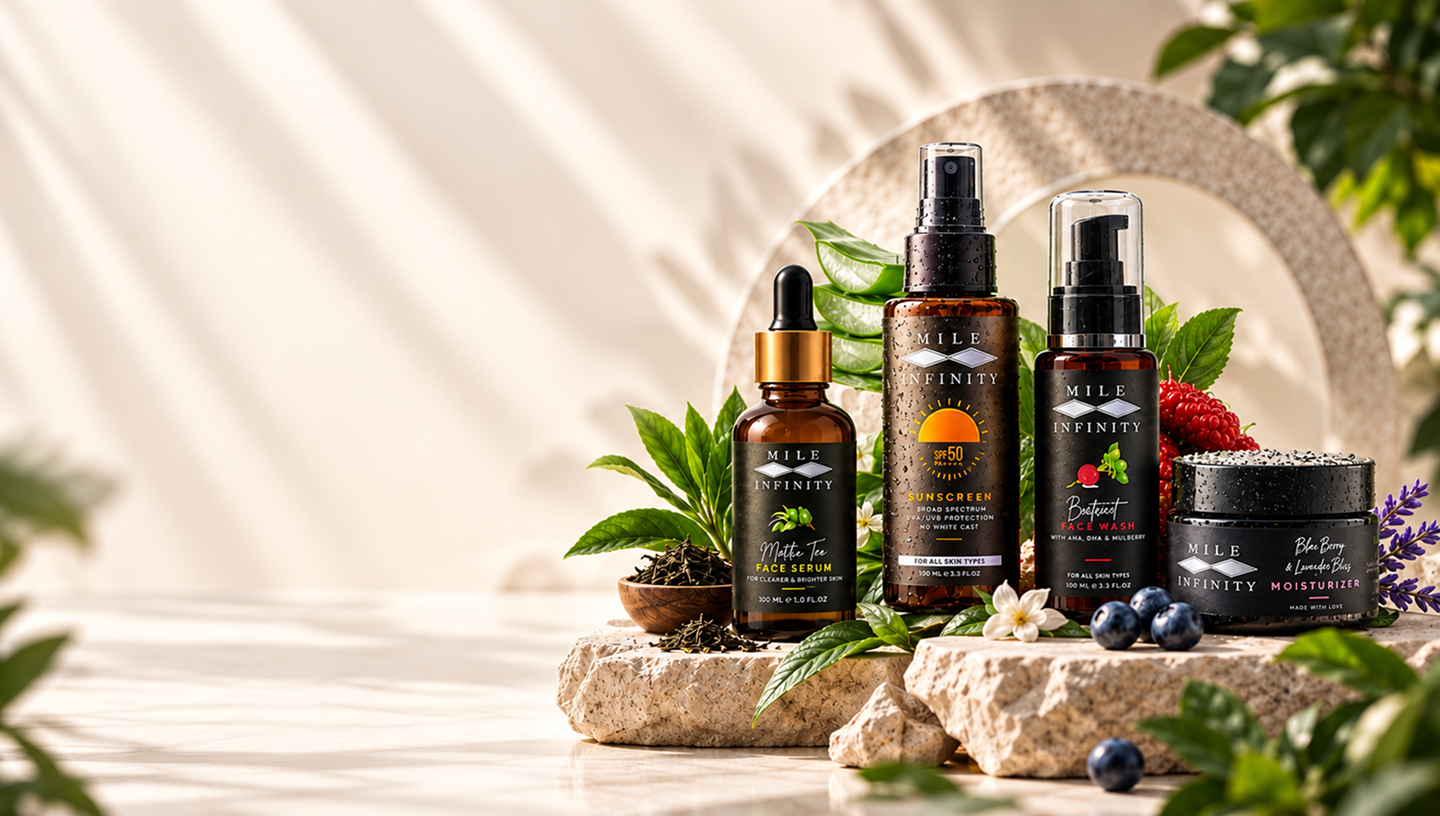 MILE
INFINITY
Mattie Tee
FACE SERUM
FOR CLEARER & BRIGHTER SKIN
100 ML e 1.0 FL.OZ
MILE
INFINITY
SPF50
PA++++
SUNSCREEN
BROAD SPECTRUM
UVA/UVB PROTECTION
NO WHITE CAST
FOR ALL SKIN TYPES
100 ML e 3.3 FL.OZ
MILE
INFINITY
FACE WASH
WITH AHA, DHA & MULBERRY
FOR ALL SKIN TYPES
100 ML e 3.3 FL.OZ
MILE
INFINITY
Blue Berry
& Lavender Bliss
MOISTURIZER
MADE WITH LOVE